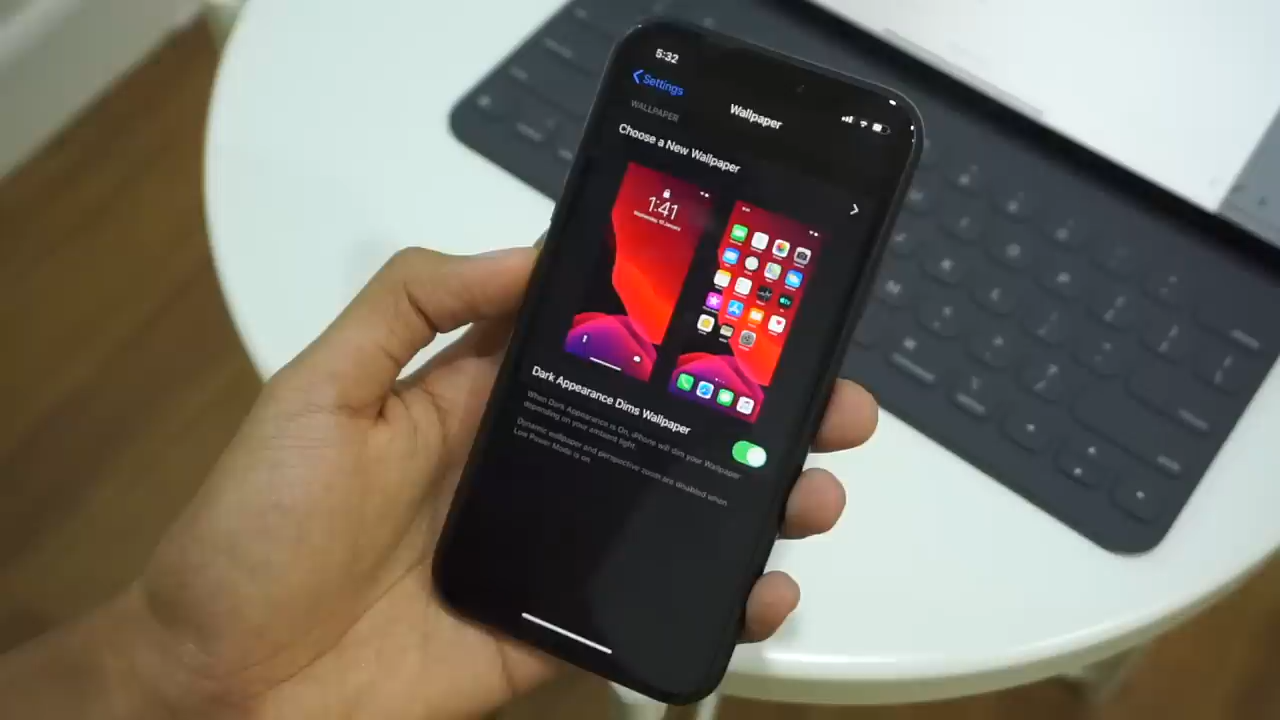 5:32
Settings
Wallpaper
WALLPAPER
Choose a New Wallpaper
1:41
Dark Appearance Dims Wallpaper
When Dark Appearance is On, iPhone will dim your Wallpaper
depending on your ambient light.
Dynamic wallpaper and perspective zoom are disabled when
Low Power Mode is on.